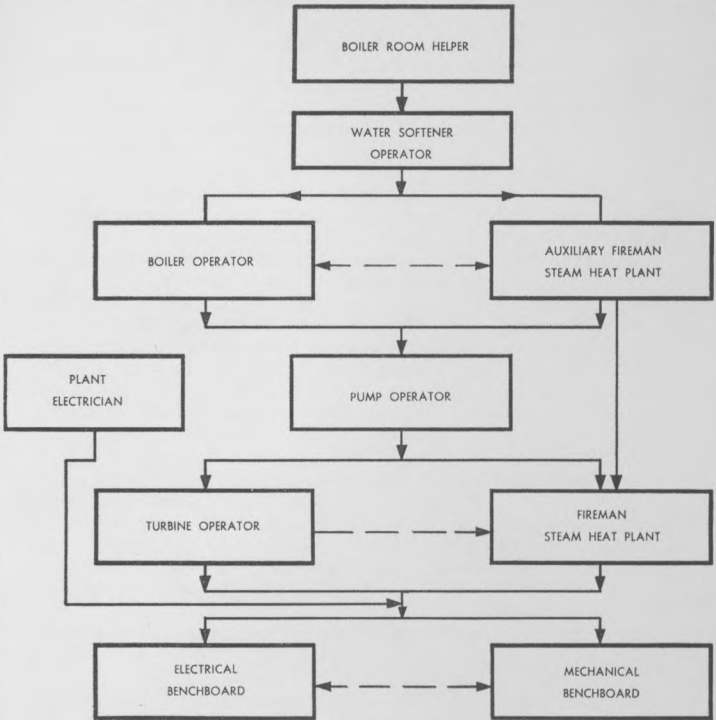 BOILER ROOM HELPER
WATER SOFTENER
OPERATOR
BOILER OPERATOR
AUXILIARY FIREMAN
STEAM HEAT PLANT
PLANT
ELECTRICIAN
PUMP OPERATOR
TURBINE OPERATOR
FIREMAN
STEAM HEAT PLANT
ELECTRICAL
BENCHBOARD
MECHANICAL
BENCHBOARD